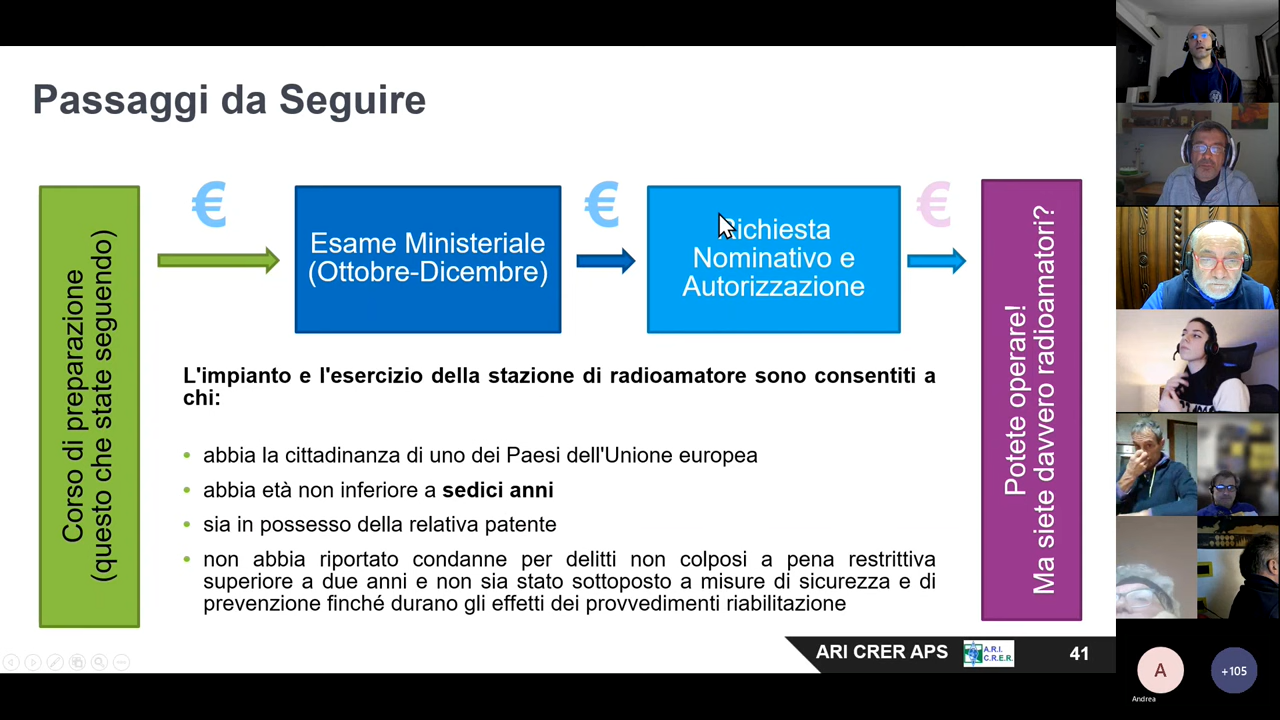 Passaggi da Seguire
Corso di preparazione
(questo che state seguendo)
€
Esame Ministeriale
(Ottobre-Dicembre)
€
Richiesta
Nominativo e
Autorizzazione
€
Potete operare!
Ma siete davvero radioamatori?
L'impianto e l'esercizio della stazione di radioamatore sono consentiti a
chi:
• abbia la cittadinanza di uno dei Paesi dell'Unione europea
• abbia età non inferiore a sedici anni
• sia in possesso della relativa patente
• non abbia riportato condanne per delitti non colposi a pena restrittiva
superiore a due anni e non sia stato sottoposto a misure di sicurezza e di
prevenzione finché durano gli effetti dei provvedimenti riabilitazione
ARI CRER APS
A.R.I.
C.R.E.R.
41
A
Andrea
+105